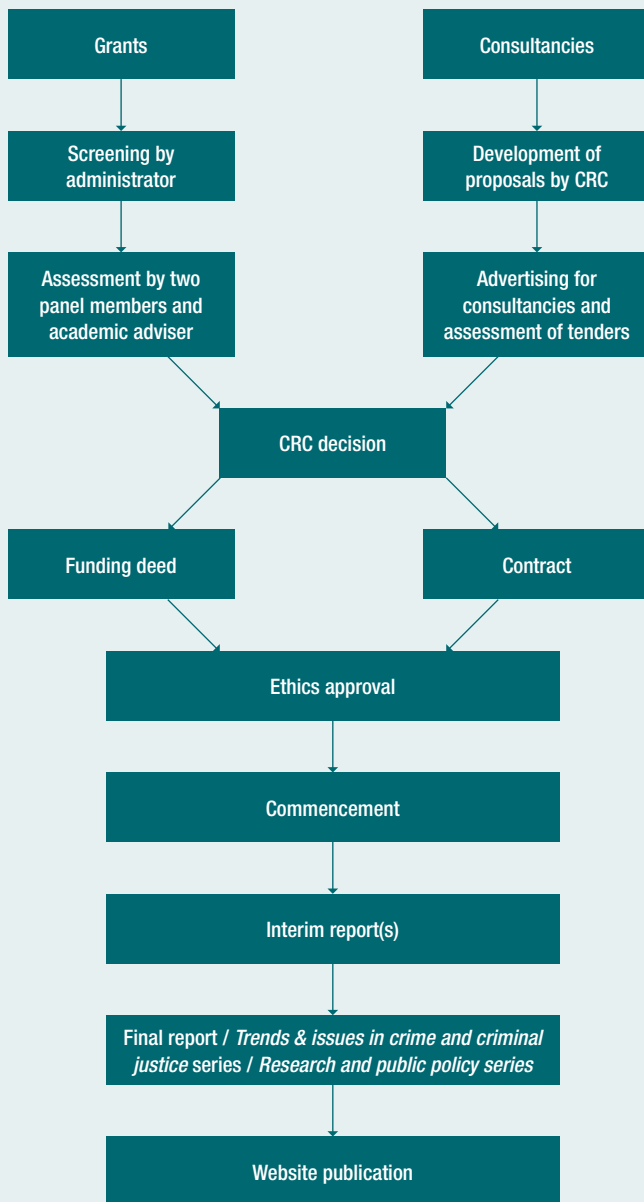 Grants
Consultancies
Screening by
administrator
Development of
proposals by CRC
Assessment by two
panel members and
academic adviser
Advertising for
consultancies and
assessment of tenders
CRC decision
Funding deed
Contract
Ethics approval
Commencement
Interim report(s)
Final report / Trends & issues in crime and criminal
justice series / Research and public policy series
Website publication